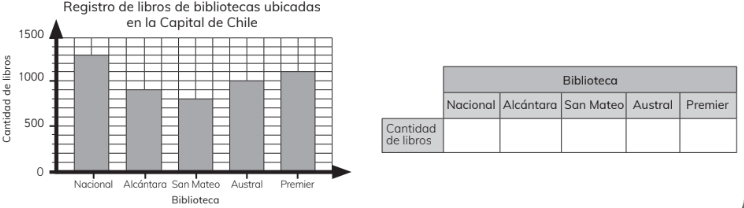 Registro de libros de bibliotecas ubicadas
en la Capital de Chile
Cantidad de libros
1500
1000
500
0
Nacional Alcántara San Mateo Austral Premier
Biblioteca
Biblioteca
Nacional Alcántara San Mateo Austral Premier
Cantidad
de libros